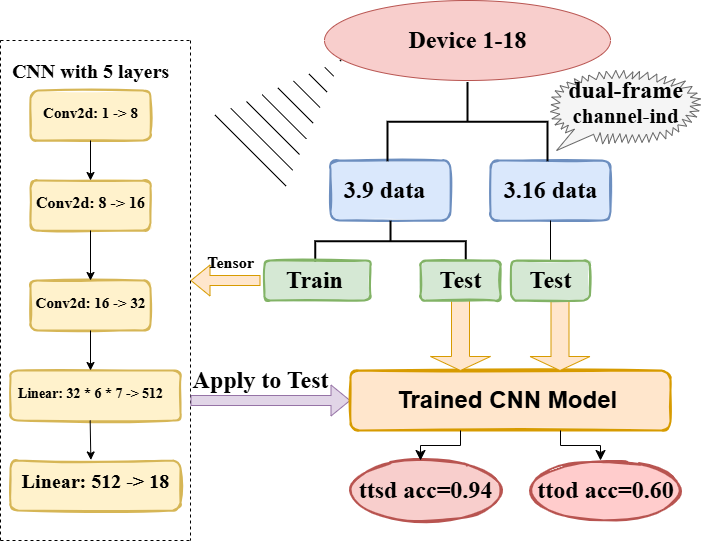 Device 1-18
dual-frame
channel-ind
CNN with 5 layers
Conv2d: 1 -> 8
Conv2d: 8 -> 16
Conv2d: 16 -> 32
Linear: 32 * 6 * 7 -> 512
Linear: 512 -> 18
3.9 data
3.16 data
Tensor
Train
Test
Test
Apply to Test
Trained CNN Model
ttsd acc=0.94
ttod acc=0.60